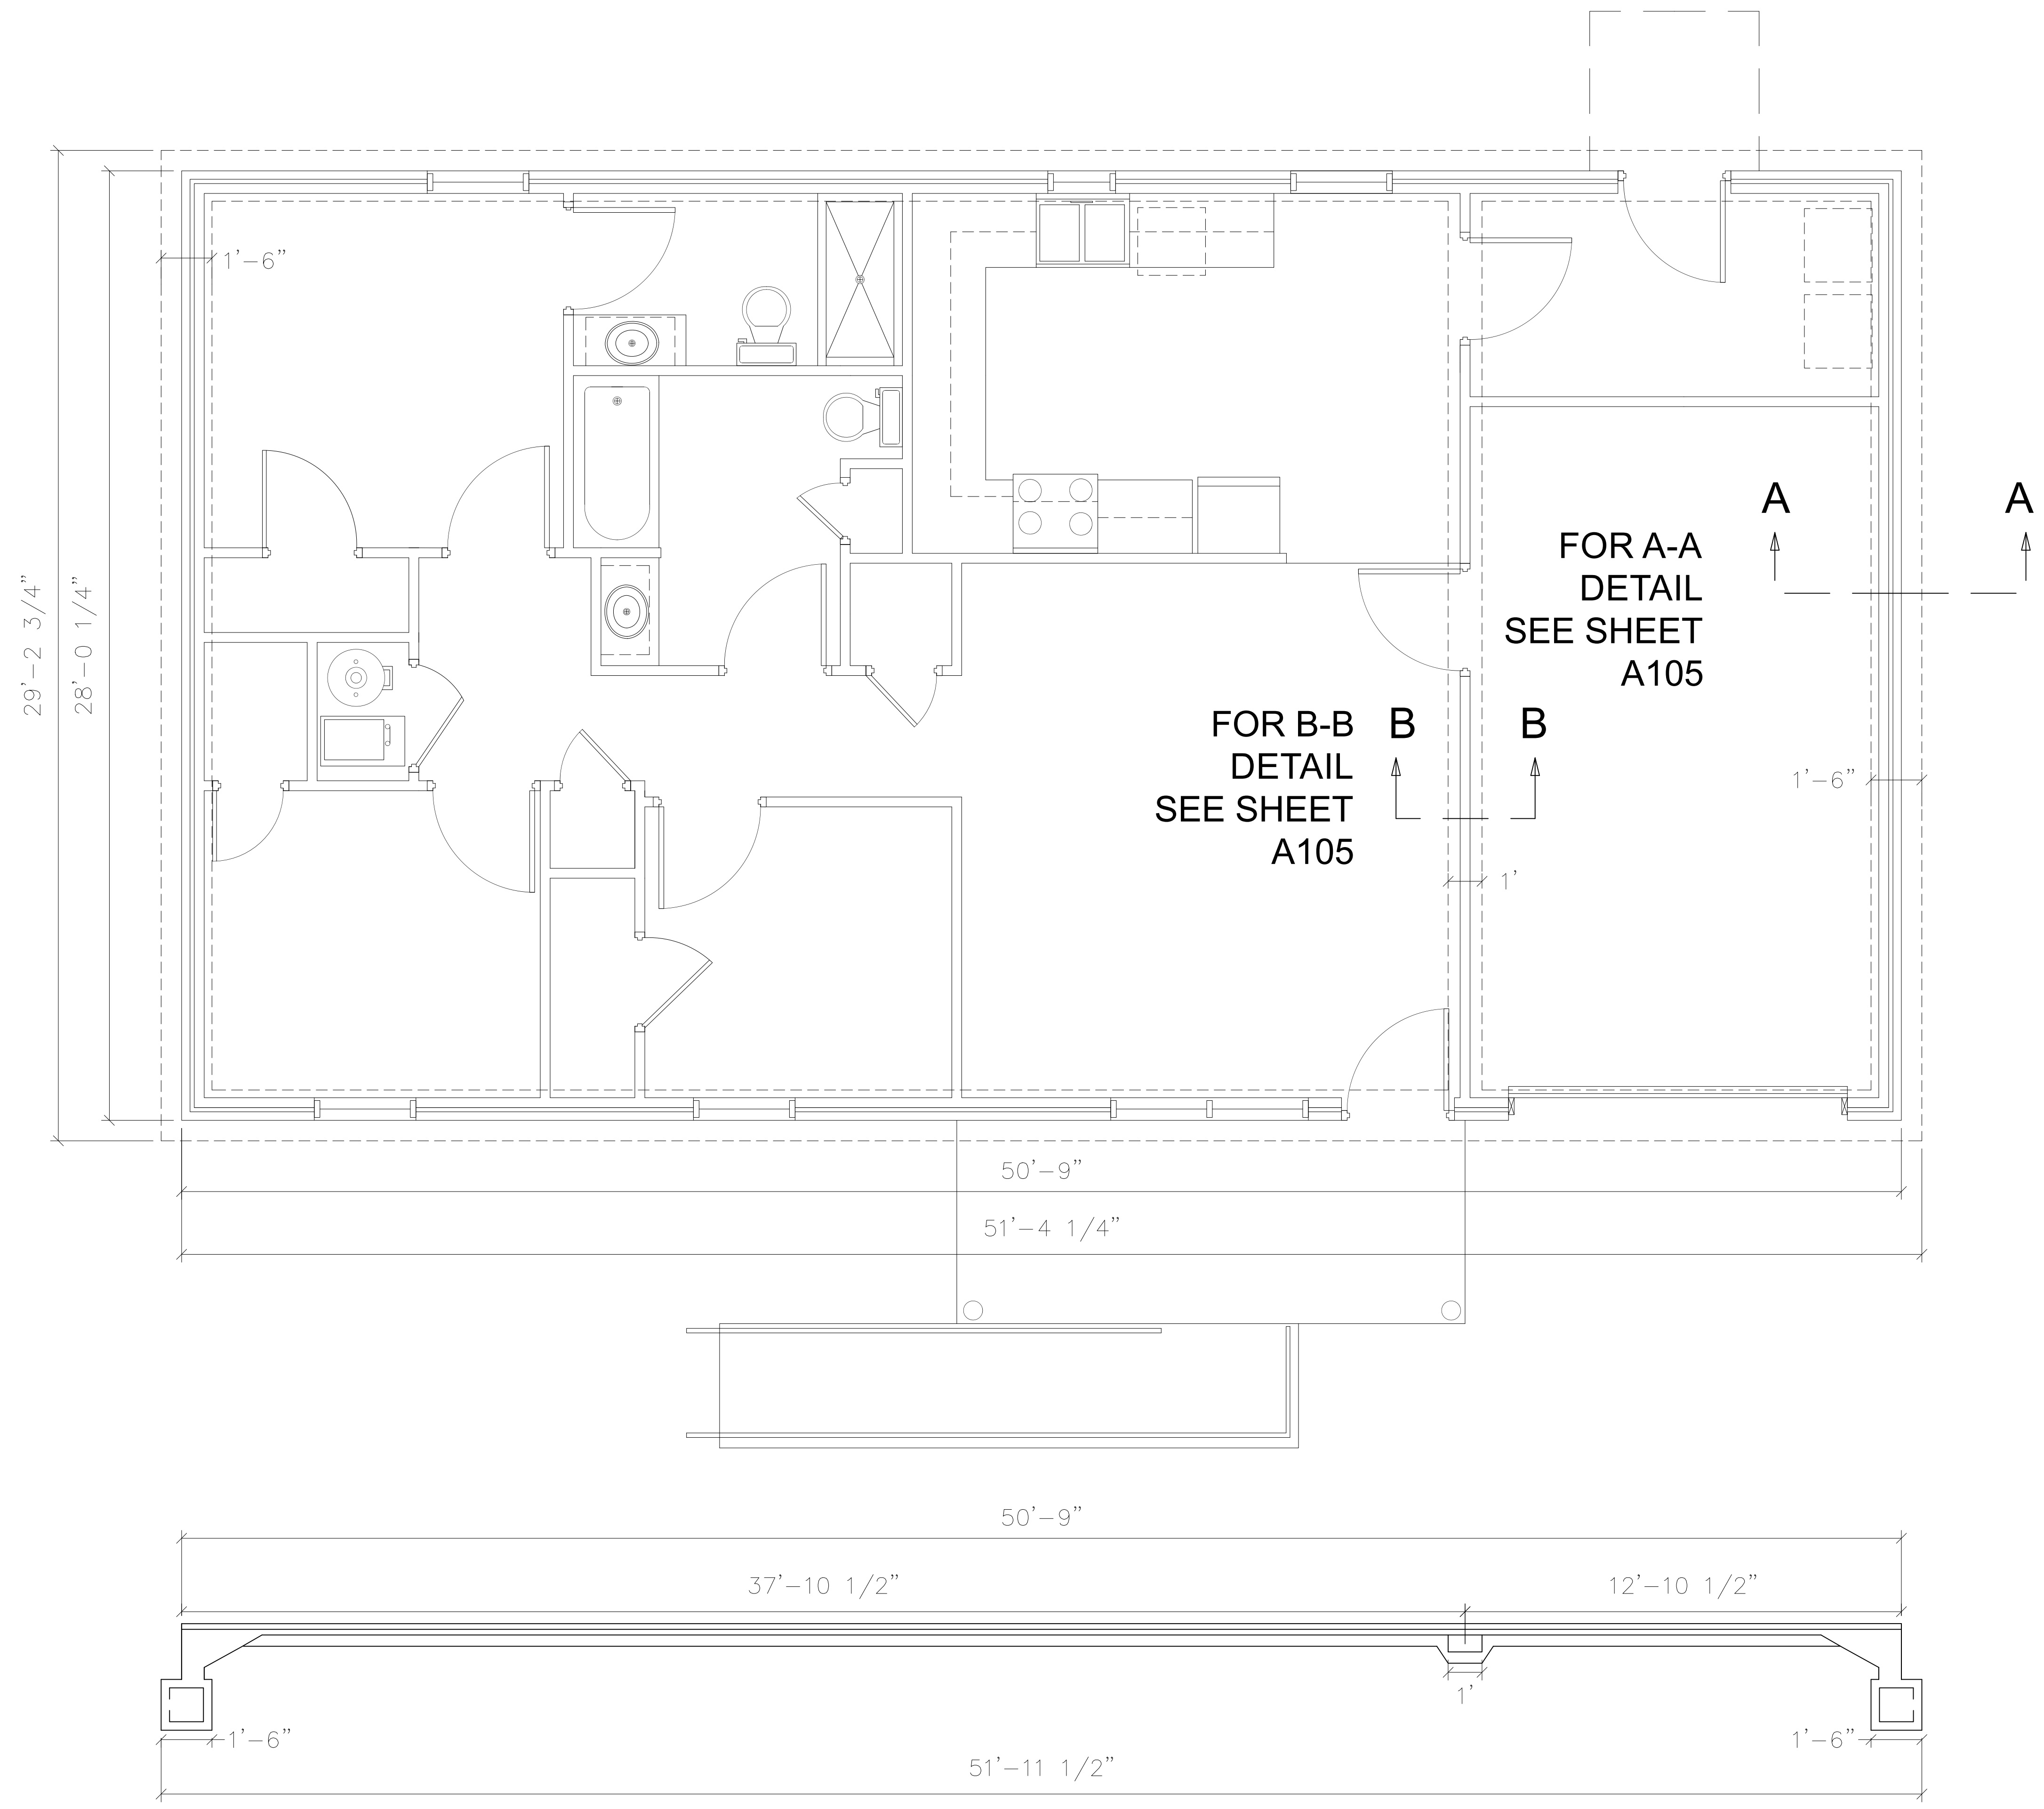 1'-6"
29'-2 3/4"
28'-0 1/4"
A A
FOR A-A
DETAIL
SEE SHEET
A105
FOR B-B
DETAIL
SEE SHEET
A105
B B
1'-6"
1'
50'-9"
51'-4 1/4"
50'-9"
37'-10 1/2"
12'-10 1/2"
1'
1'-6"
1'-6"
51'-11 1/2"